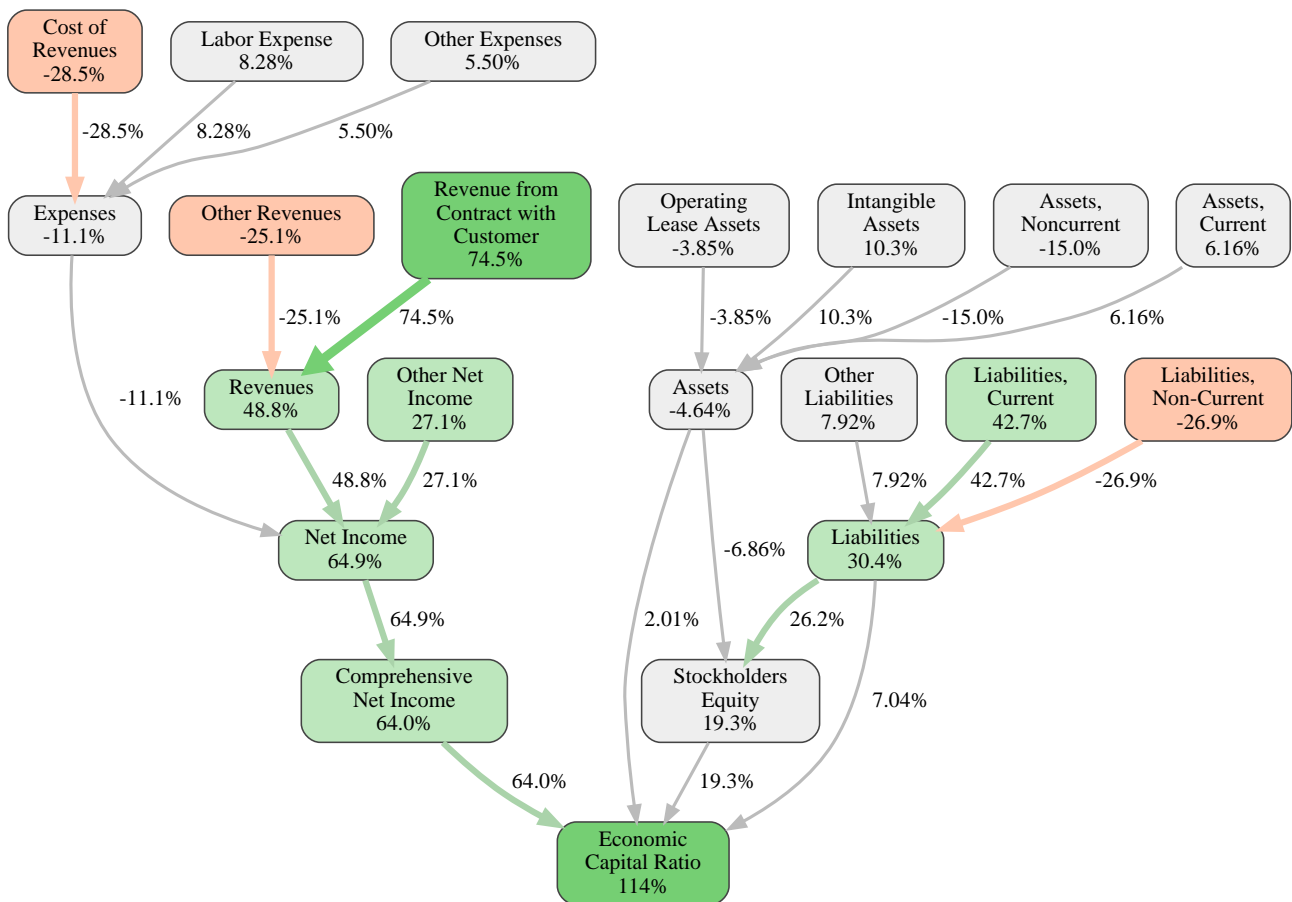 Cost of
Revenues
-28.5%
Labor Expense
8.28%
Other Expenses
5.50%
-28.5%
8.28%
5.50%
Expenses
-11.1%
Other Revenues
-25.1%
Revenue from
Contract with
Customer
74.5%
Operating
Lease Assets
-3.85%
Intangible
Assets
10.3%
Assets,
Noncurrent
-15.0%
Assets,
Current
6.16%
-25.1%
74.5%
-3.85%
10.3%
-15.0%
6.16%
-11.1%
Revenues
48.8%
Other Net
Income
27.1%
Assets
-4.64%
Other
Liabilities
7.92%
Liabilities,
Current
42.7%
Liabilities,
Non-Current
-26.9%
48.8%
27.1%
7.92%
42.7%
-26.9%
Net Income
64.9%
-6.86%
Liabilities
30.4%
64.9%
2.01%
26.2%
Comprehensive
Net Income
64.0%
Stockholders
Equity
19.3%
7.04%
64.0%
19.3%
Economic
Capital Ratio
114%